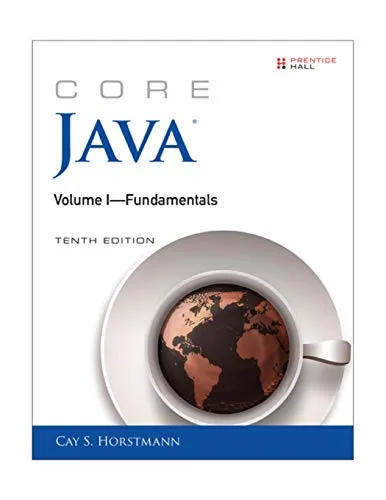 PRENTICE
HALL
CORE
JAVA®
Volume I—Fundamentals
TENTH EDITION
CAY S. HORSTMANN